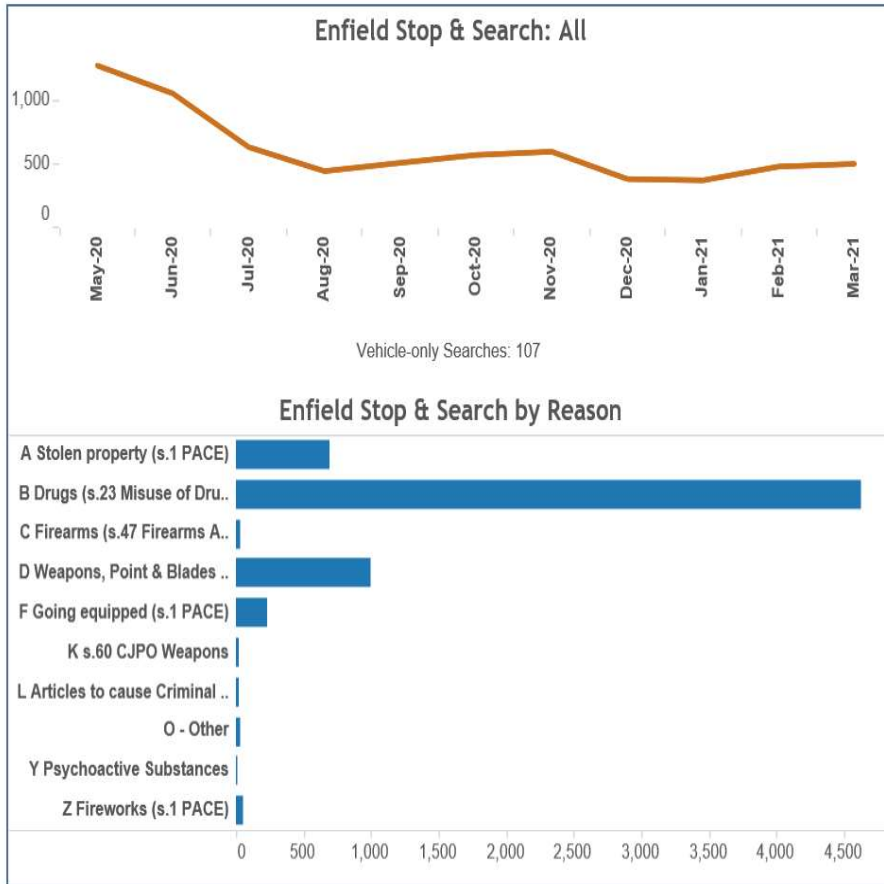 Enfield Stop & Search: All
1,000
500
0
May-20
Jun-20
Jul-20
Aug-20
Sep-20
Oct-20
Nov-20
Dec-20
Jan-21
Feb-21
Mar-21
Vehicle-only Searches: 107
Enfield Stop & Search by Reason
A Stolen property (s.1 PACE)
B Drugs (s.23 Misuse of Dru..
C Firearms (s.47 Firearms A..
D Weapons, Point & Blades ..
F Going equipped (s.1 PACE)
K s.60 CJPO Weapons
L Articles to cause Criminal ..
O - Other
Y Psychoactive Substances
Z Fireworks (s.1 PACE)
0 500 1,000 1,500 2,000 2,500 3,000 3,500 4,000 4,500